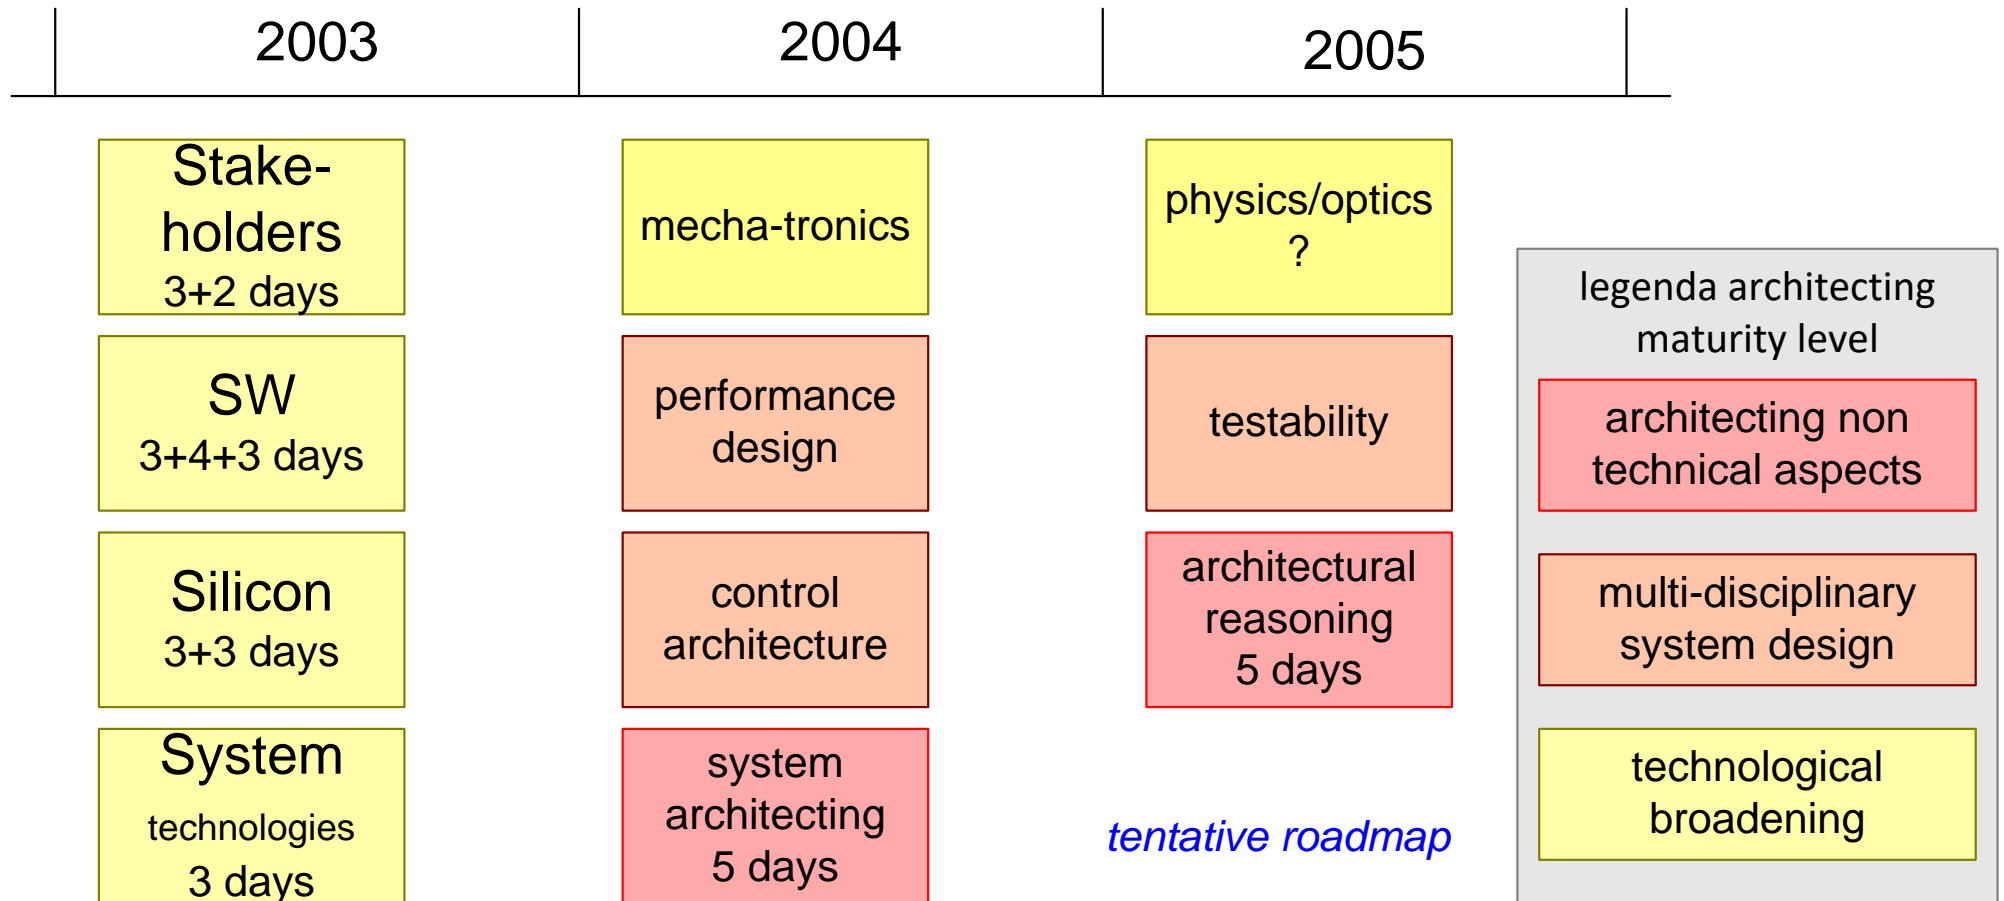 2003
2004
2005
Stake-
holders
3+2 days
SW
3+4+3 days
Silicon
3+3 days
System
technologies
3 days
mecha-tronics
performance
design
control
architecture
system
architecting
5 days
physics/optics
?
testability
architectural
reasoning
5 days
tentative roadmap
legenda architecting
maturity level
architecting non
technical aspects
multi-disciplinary
system design
technological
broadening